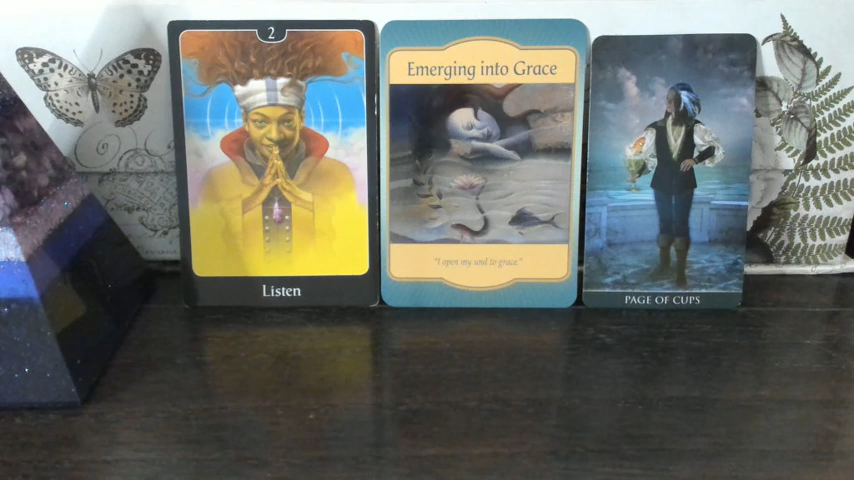 2
Listen
Emerging into Grace
"I open my soul to grace."
PAGE OF CUPS